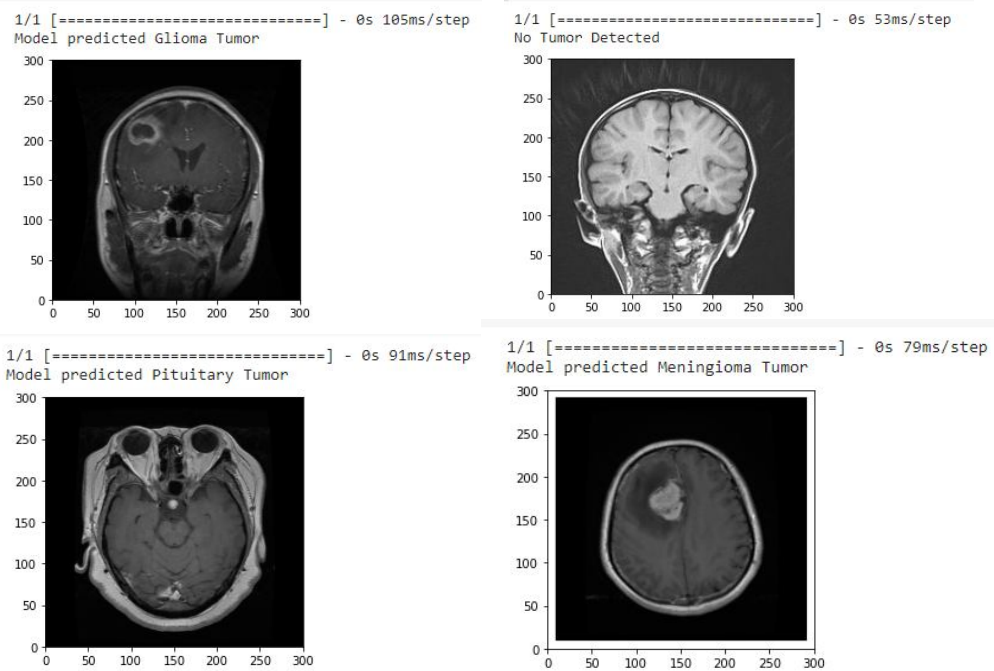 1/1 [==============================] - 0s 105ms/step
Model predicted Glioma Tumor
300
250
200
150
100
50
0
0 50 100 150 200 250 300
1/1 [==============================] - 0s 53ms/step
No Tumor Detected
300
250
200
150
100
50
0
0 50 100 150 200 250 300
1/1 [==============================] - 0s 91ms/step
Model predicted Pituitary Tumor
300
250
200
150
100
50
0
0 50 100 150 200 250 300
1/1 [==============================] - 0s 79ms/step
Model predicted Meningioma Tumor
300
250
200
150
100
50
0
0 50 100 150 200 250 300